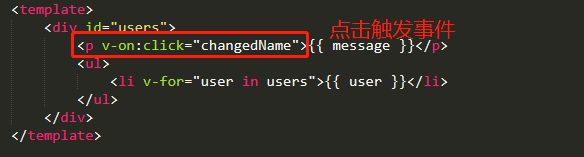 <template>
<div id="users">
点击触发事件
<p v-on:click="changedName">{{ message }}</p>
<ul>
<li v-for="user in users">{{ user }}</li>
</ul>
</div>
</template>